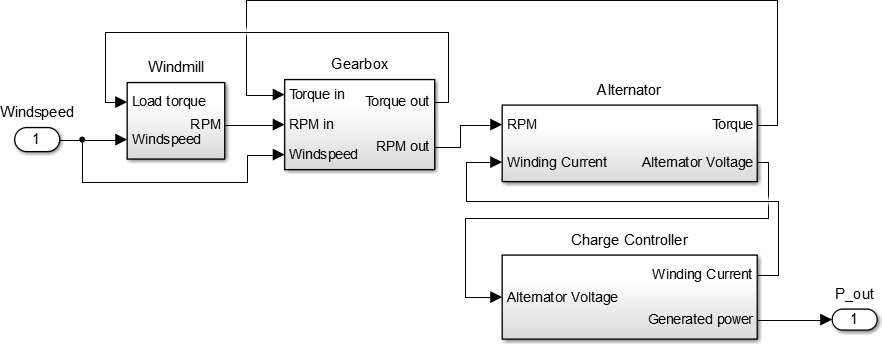 Windmill
Gearbox
Alternator
Windspeed
1
Load torque
RPM
Windspeed
Torque in
Torque out
RPM in
RPM out
Windspeed
RPM
Torque
Winding Current
Alternator Voltage
Charge Controller
Winding Current
Alternator Voltage
Generated power
P_out
1